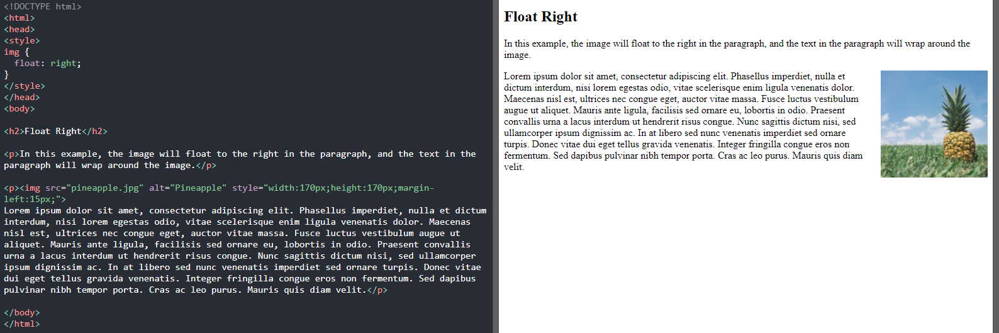 <!DOCTYPE html>
<html>
<head>
<style>
img {
  float: right;
}
</style>
</head>
<body>
<h2>Float Right</h2>
<p>In this example, the image will float to the right in the paragraph, and the text in the
paragraph will wrap around the image.</p>
<p><img src="pineapple.jpg" alt="Pineapple" style="width:170px;height:170px;margin-
left:15px;">
Lorem ipsum dolor sit amet, consectetur adipiscing elit. Phasellus imperdiet, nulla et dictum
interdum, nisi lorem egestas odio, vitae scelerisque enim ligula venenatis dolor. Maecenas
nisl est, ultrices nec congue eget, auctor vitae massa. Fusce luctus vestibulum augue ut
aliquet. Mauris ante ligula, facilisis sed ornare eu, lobortis in odio. Praesent convallis
urna a lacus interdum ut hendrerit risus congue. Nunc sagittis dictum nisi, sed ullamcorper
ipsum dignissim ac. In at libero sed nunc venenatis imperdiet sed ornare turpis. Donec vitae
dui eget tellus gravida venenatis. Integer fringilla congue eros non fermentum. Sed dapibus
pulvinar nibh tempor porta. Cras ac leo purus. Mauris quis diam velit.</p>
</body>
</html>
Float Right
In this example, the image will float to the right in the paragraph, and the text in the paragraph will wrap around the
image.
Lorem ipsum dolor sit amet, consectetur adipiscing elit. Phasellus imperdiet, nulla et
dictum interdum, nisi lorem egestas odio, vitae scelerisque enim ligula venenatis dolor.
Maecenas nisl est, ultrices nec congue eget, auctor vitae massa. Fusce luctus vestibulum
augue ut aliquet. Mauris ante ligula, facilisis sed ornare eu, lobortis in odio. Praesent
convallis urna a lacus interdum ut hendrerit risus congue. Nunc sagittis dictum nisi, sed
ullamcorper ipsum dignissim ac. In at libero sed nunc venenatis imperdiet sed ornare
turpis. Donec vitae dui eget tellus gravida venenatis. Integer fringilla congue eros non
fermentum. Sed dapibus pulvinar nibh tempor porta. Cras ac leo purus. Mauris quis diam
velit.